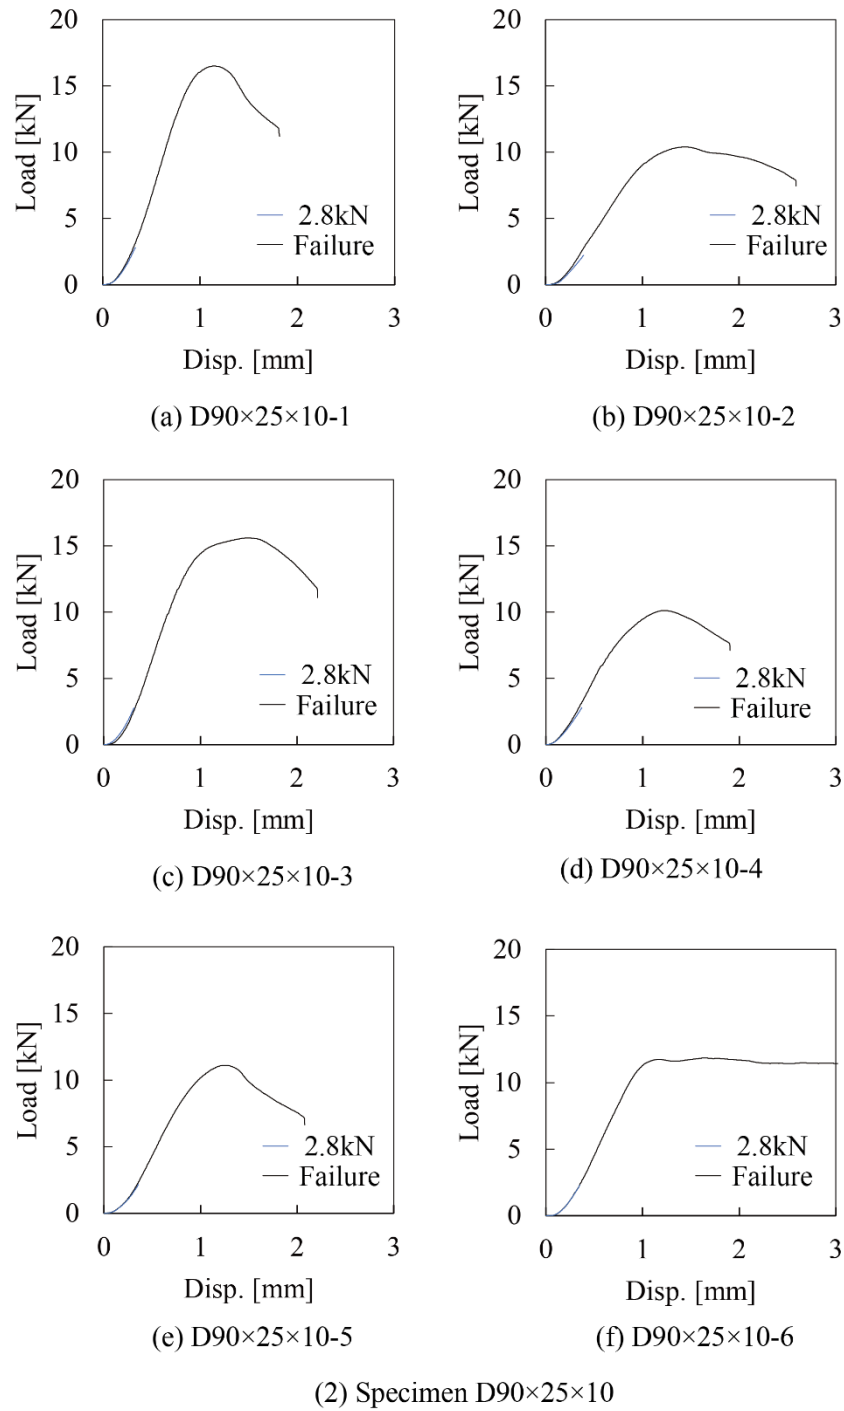 20
15
10
5
0
Load [kN]
2.8kN
Failure
0 1 2 3
Disp. [mm]
(a) D90×25×10-1
20
15
10
5
0
Load [kN]
2.8kN
Failure
0 1 2 3
Disp. [mm]
(b) D90×25×10-2
20
15
10
5
0
Load [kN]
2.8kN
Failure
0 1 2 3
Disp. [mm]
(c) D90×25×10-3
20
15
10
5
0
Load [kN]
2.8kN
Failure
0 1 2 3
Disp. [mm]
(d) D90×25×10-4
20
15
10
5
0
Load [kN]
2.8kN
Failure
0 1 2 3
Disp. [mm]
(e) D90×25×10-5
20
15
10
5
0
Load [kN]
2.8kN
Failure
0 1 2 3
Disp. [mm]
(f) D90×25×10-6
(2) Specimen D90×25×10